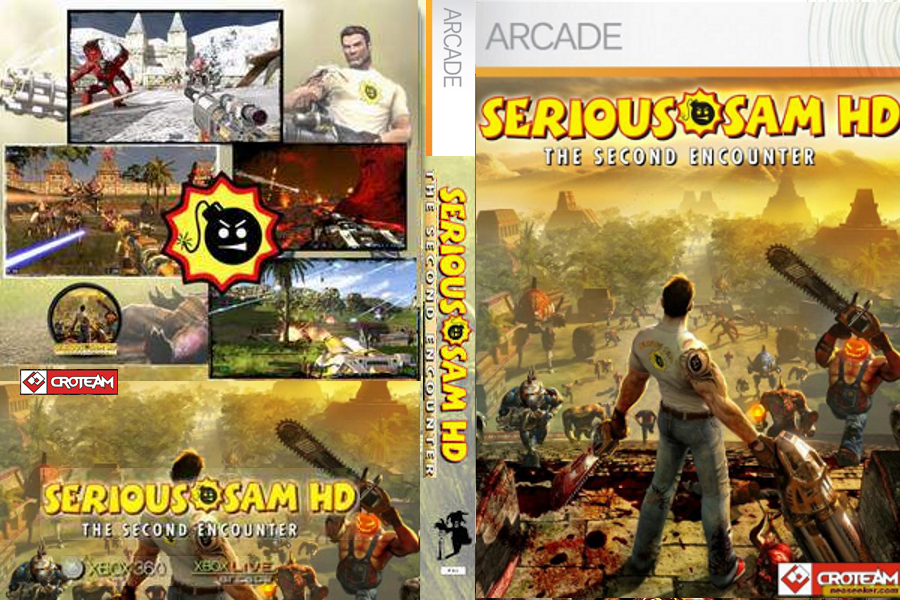 CROTEAM
SERIOUS SAM HD
THE SECOND ENCOUNTER
XBOX 360
XBOX LIVE
arcade
ARCADE
SERIOUS SAM HD
THE SECOND ENCOUNTER
ARCADE
SERIOUS SAM HD
THE SECOND ENCOUNTER
CROTEAM
neoseeker.com